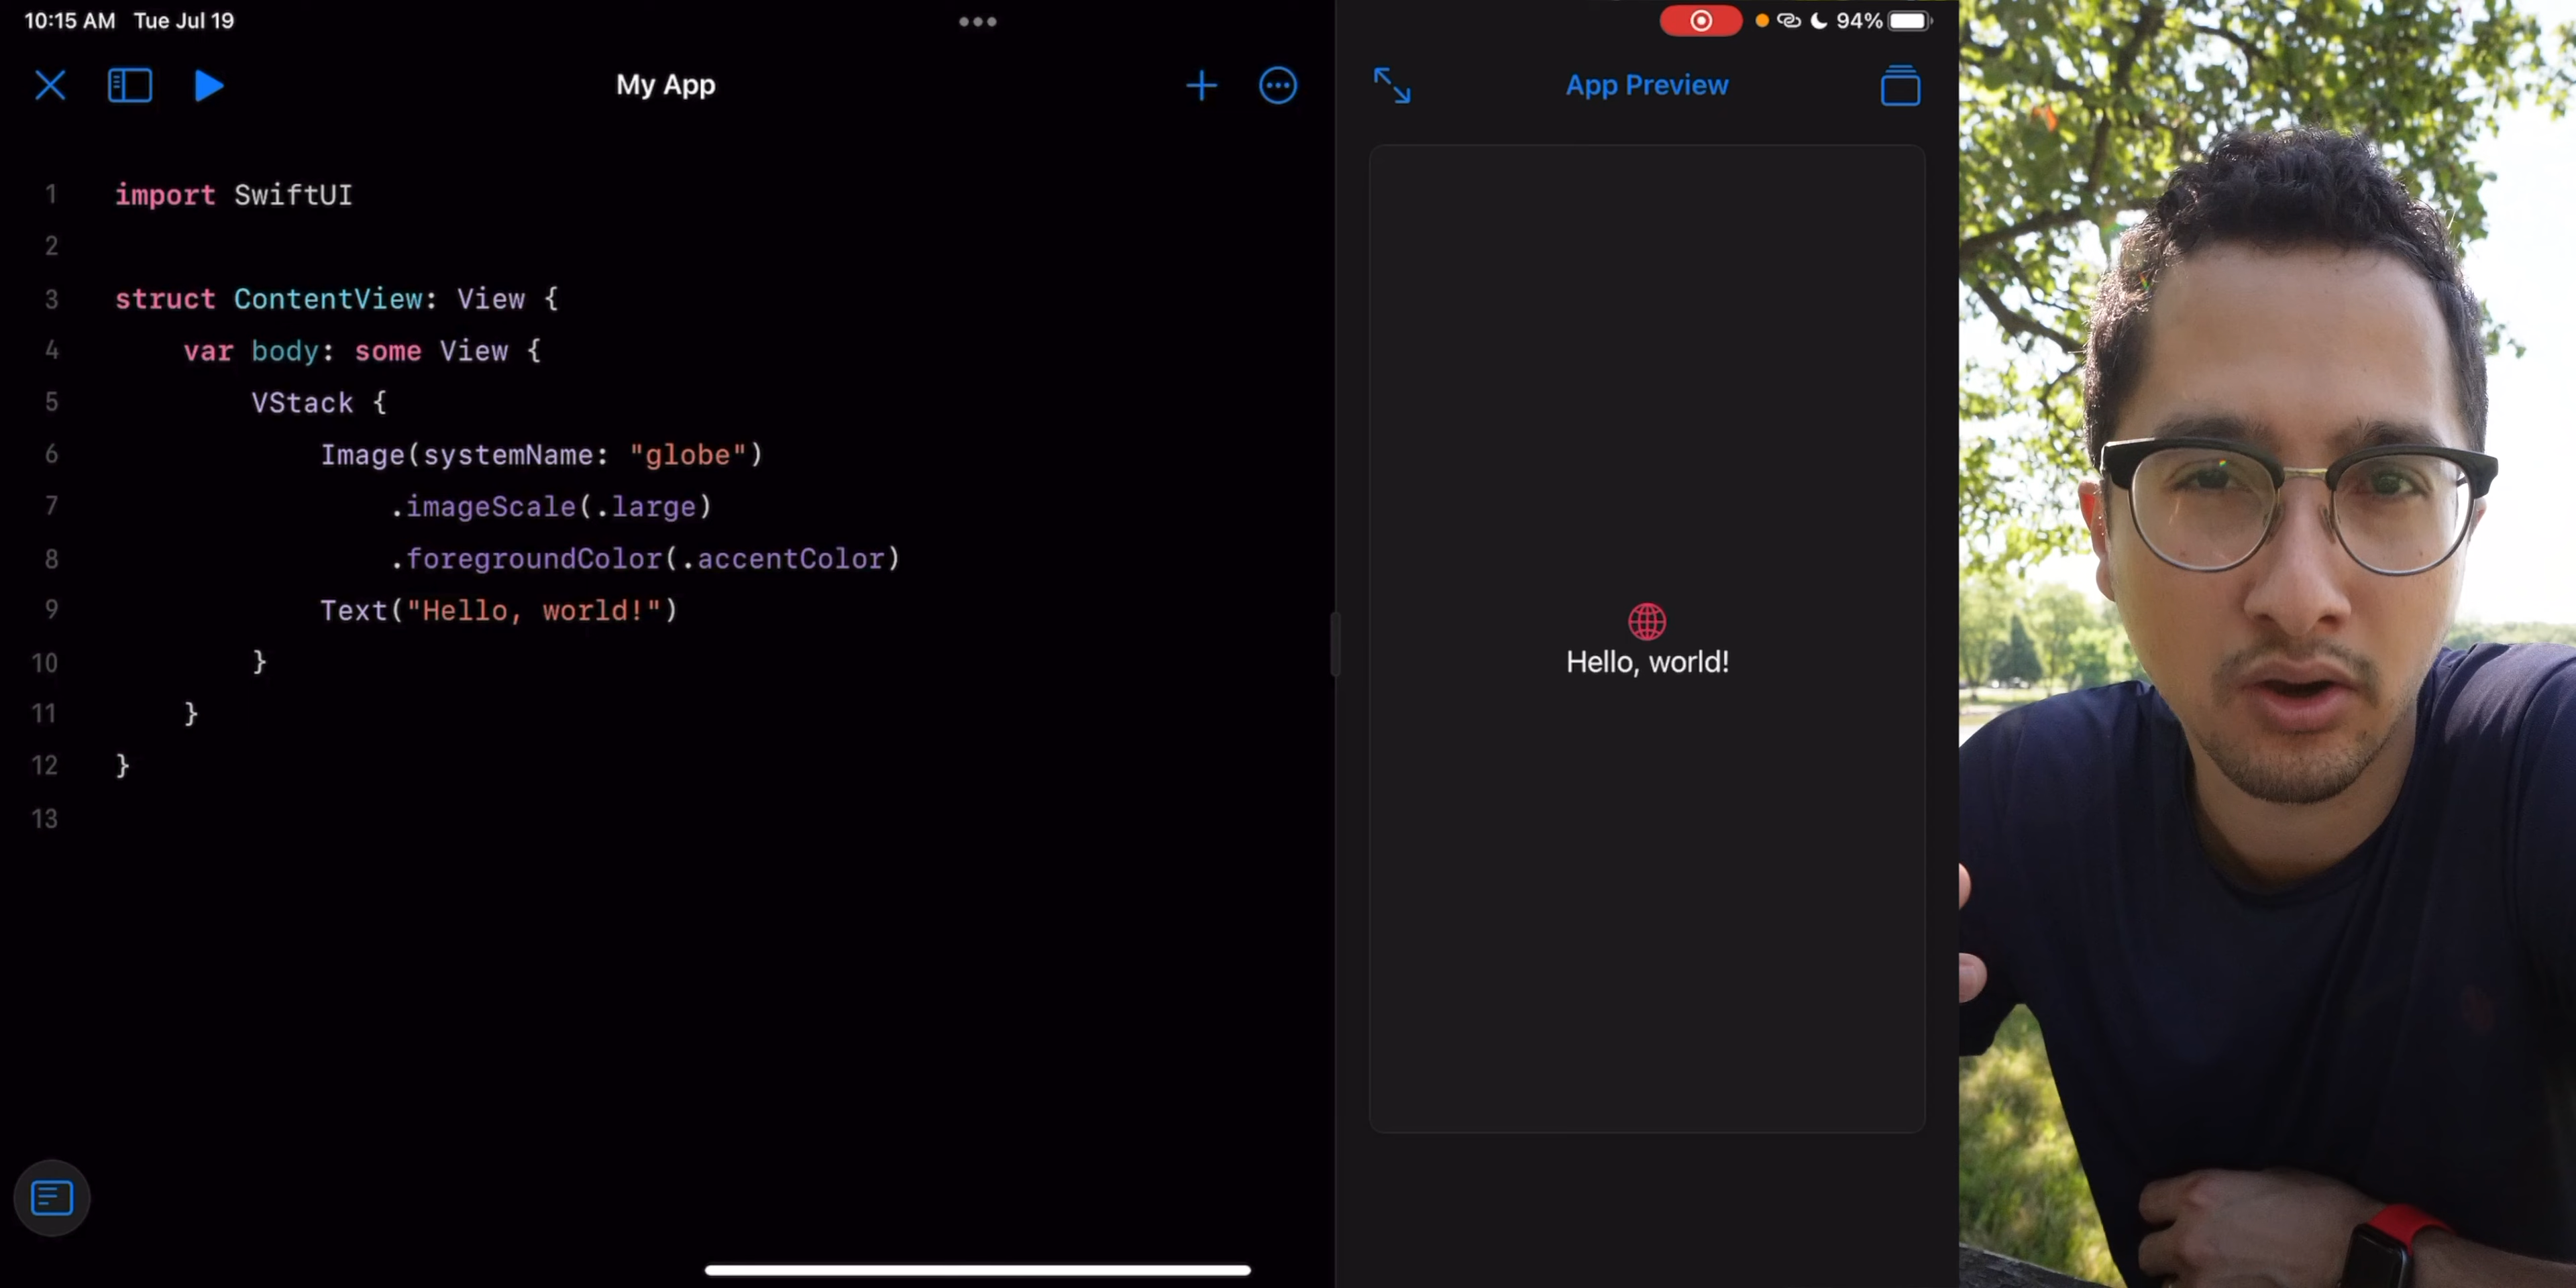 10:15 AM Tue Jul 19
94%
My App
App Preview
1 import SwiftUI
2
3 struct ContentView: View {
4 var body: some View {
5 VStack {
6 Image(systemName: "globe")
7 .imageScale(.large)
8 .foregroundColor(.accentColor)
9 Text("Hello, world!")
10 }
11 }
12 }
13
Hello, world!